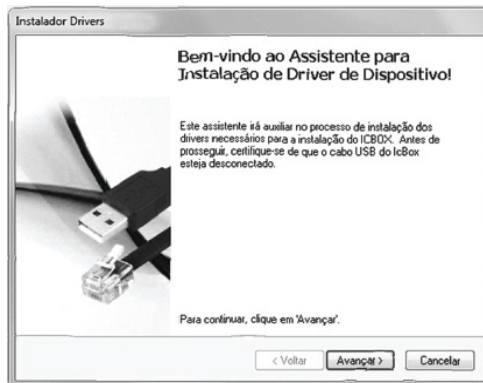 Instalador Drivers
Bem-vindo ao Assistente para
Instalação de Driver de Dispositivo!
Este assistente irá auxiliar no processo de instalação dos
drivers necessários para a instalação do ICBOX. Antes de
prosseguir, certifique-se de que o cabo USB do IcBox
esteja desconectado.
Para continuar, clique em 'Avançar'.
< Voltar
Avançar >
Cancelar